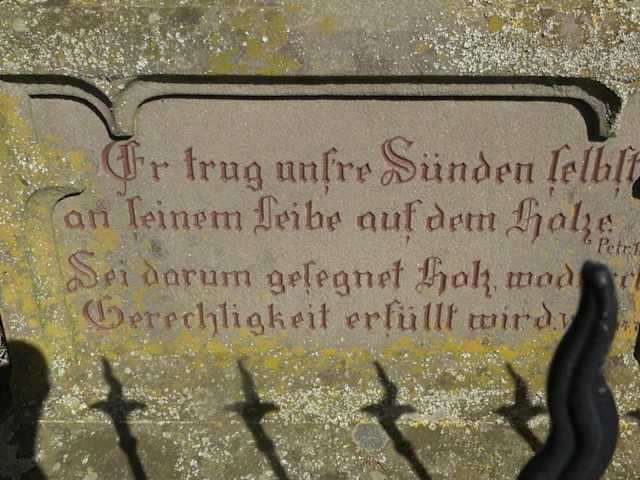 Er trug unsre Sünden selbst
an seinem Leibe auf dem Holze.
Petr.
Sei darum gesegnet Holz, wodurch
Gerechtigkeit erfüllt wird.